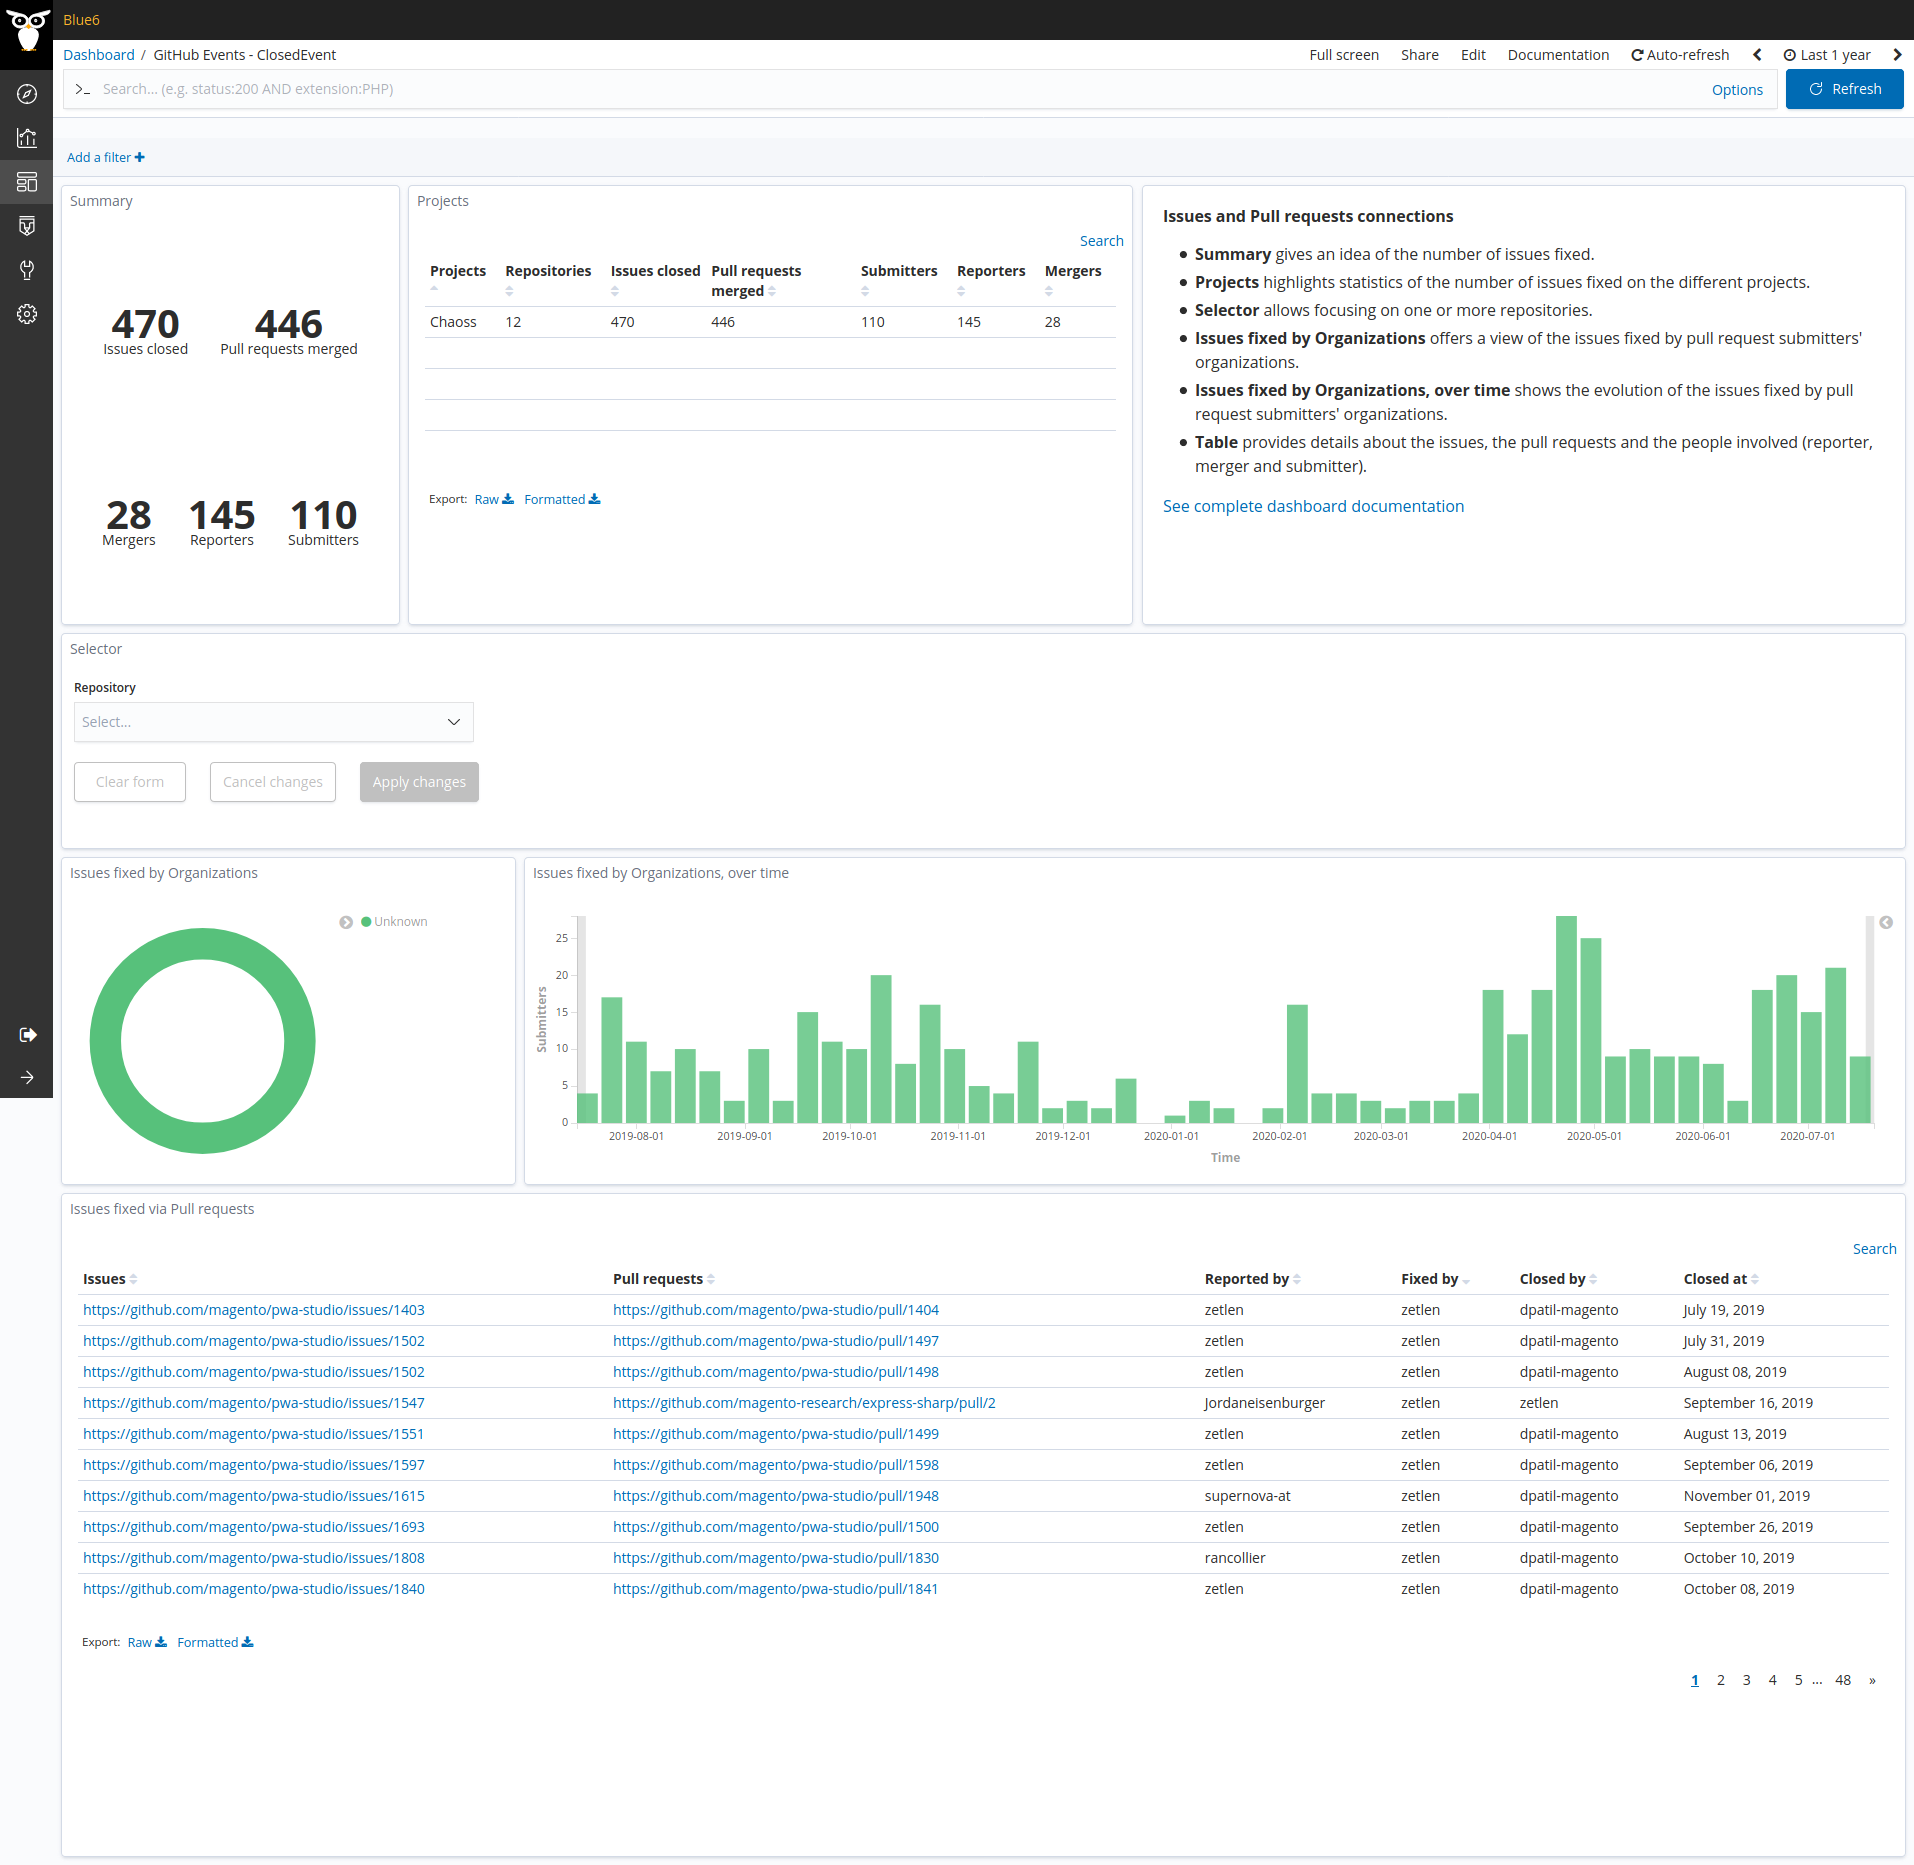 Blue6
Dashboard / GitHub Events - ClosedEvent
Full screen Share Edit Documentation Auto-refresh Last 1 year
>_ Search... (e.g. status:200 AND extension:PHP) Options Refresh
Add a filter
Summary
470 446
Issues closed Pull requests merged
28 145 110
Mergers Reporters Submitters
Projects
Search
Projects Repositories Issues closed Pull requests merged Submitters Reporters Mergers
Chaoss 12 470 446 110 145 28
Export: Raw Formatted
Issues and Pull requests connections
• Summary gives an idea of the number of issues fixed.
• Projects highlights statistics of the number of issues fixed on the different projects.
• Selector allows focusing on one or more repositories.
• Issues fixed by Organizations offers a view of the issues fixed by pull request submitters'
organizations.
• Issues fixed by Organizations, over time shows the evolution of the issues fixed by pull
request submitters' organizations.
• Table provides details about the issues, the pull requests and the people involved (reporter,
merger and submitter).
See complete dashboard documentation
Selector
Repository
Select...
Clear form Cancel changes Apply changes
Issues fixed by Organizations
Unknown
Issues fixed by Organizations, over time
25
20
15
10
5
0
Submitters
2019-08-01 2019-09-01 2019-10-01 2019-11-01 2019-12-01 2020-01-01 2020-02-01 2020-03-01 2020-04-01 2020-05-01 2020-06-01 2020-07-01
Time
Issues fixed via Pull requests
Search
Issues Pull requests Reported by Fixed by Closed by Closed at
https://github.com/magento/pwa-studio/issues/1403 https://github.com/magento/pwa-studio/pull/1404 zetlen zetlen dpatil-magento July 19, 2019
https://github.com/magento/pwa-studio/issues/1502 https://github.com/magento/pwa-studio/pull/1497 zetlen zetlen dpatil-magento July 31, 2019
https://github.com/magento/pwa-studio/issues/1502 https://github.com/magento/pwa-studio/pull/1498 zetlen zetlen dpatil-magento August 08, 2019
https://github.com/magento/pwa-studio/issues/1547 https://github.com/magento-research/express-sharp/pull/2 Jordaneisenburger zetlen zetlen September 16, 2019
https://github.com/magento/pwa-studio/issues/1551 https://github.com/magento/pwa-studio/pull/1499 zetlen zetlen dpatil-magento August 13, 2019
https://github.com/magento/pwa-studio/issues/1597 https://github.com/magento/pwa-studio/pull/1598 zetlen zetlen dpatil-magento September 06, 2019
https://github.com/magento/pwa-studio/issues/1615 https://github.com/magento/pwa-studio/pull/1948 supernova-at zetlen dpatil-magento November 01, 2019
https://github.com/magento/pwa-studio/issues/1693 https://github.com/magento/pwa-studio/pull/1500 zetlen zetlen dpatil-magento September 26, 2019
https://github.com/magento/pwa-studio/issues/1808 https://github.com/magento/pwa-studio/pull/1830 rancollier zetlen dpatil-magento October 10, 2019
https://github.com/magento/pwa-studio/issues/1840 https://github.com/magento/pwa-studio/pull/1841 zetlen zetlen dpatil-magento October 08, 2019
Export: Raw Formatted
1 2 3 4 5 ... 48 »